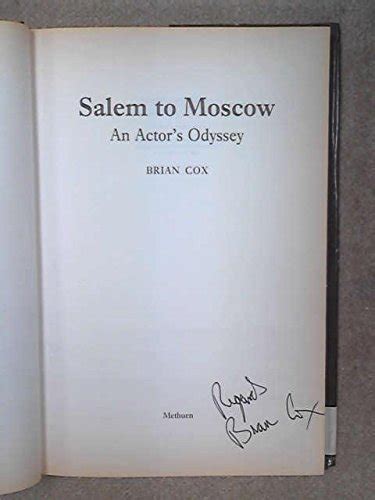 Salem to Moscow
An Actor's Odyssey
BRIAN COX
Methuen
Regards
Brian Cox